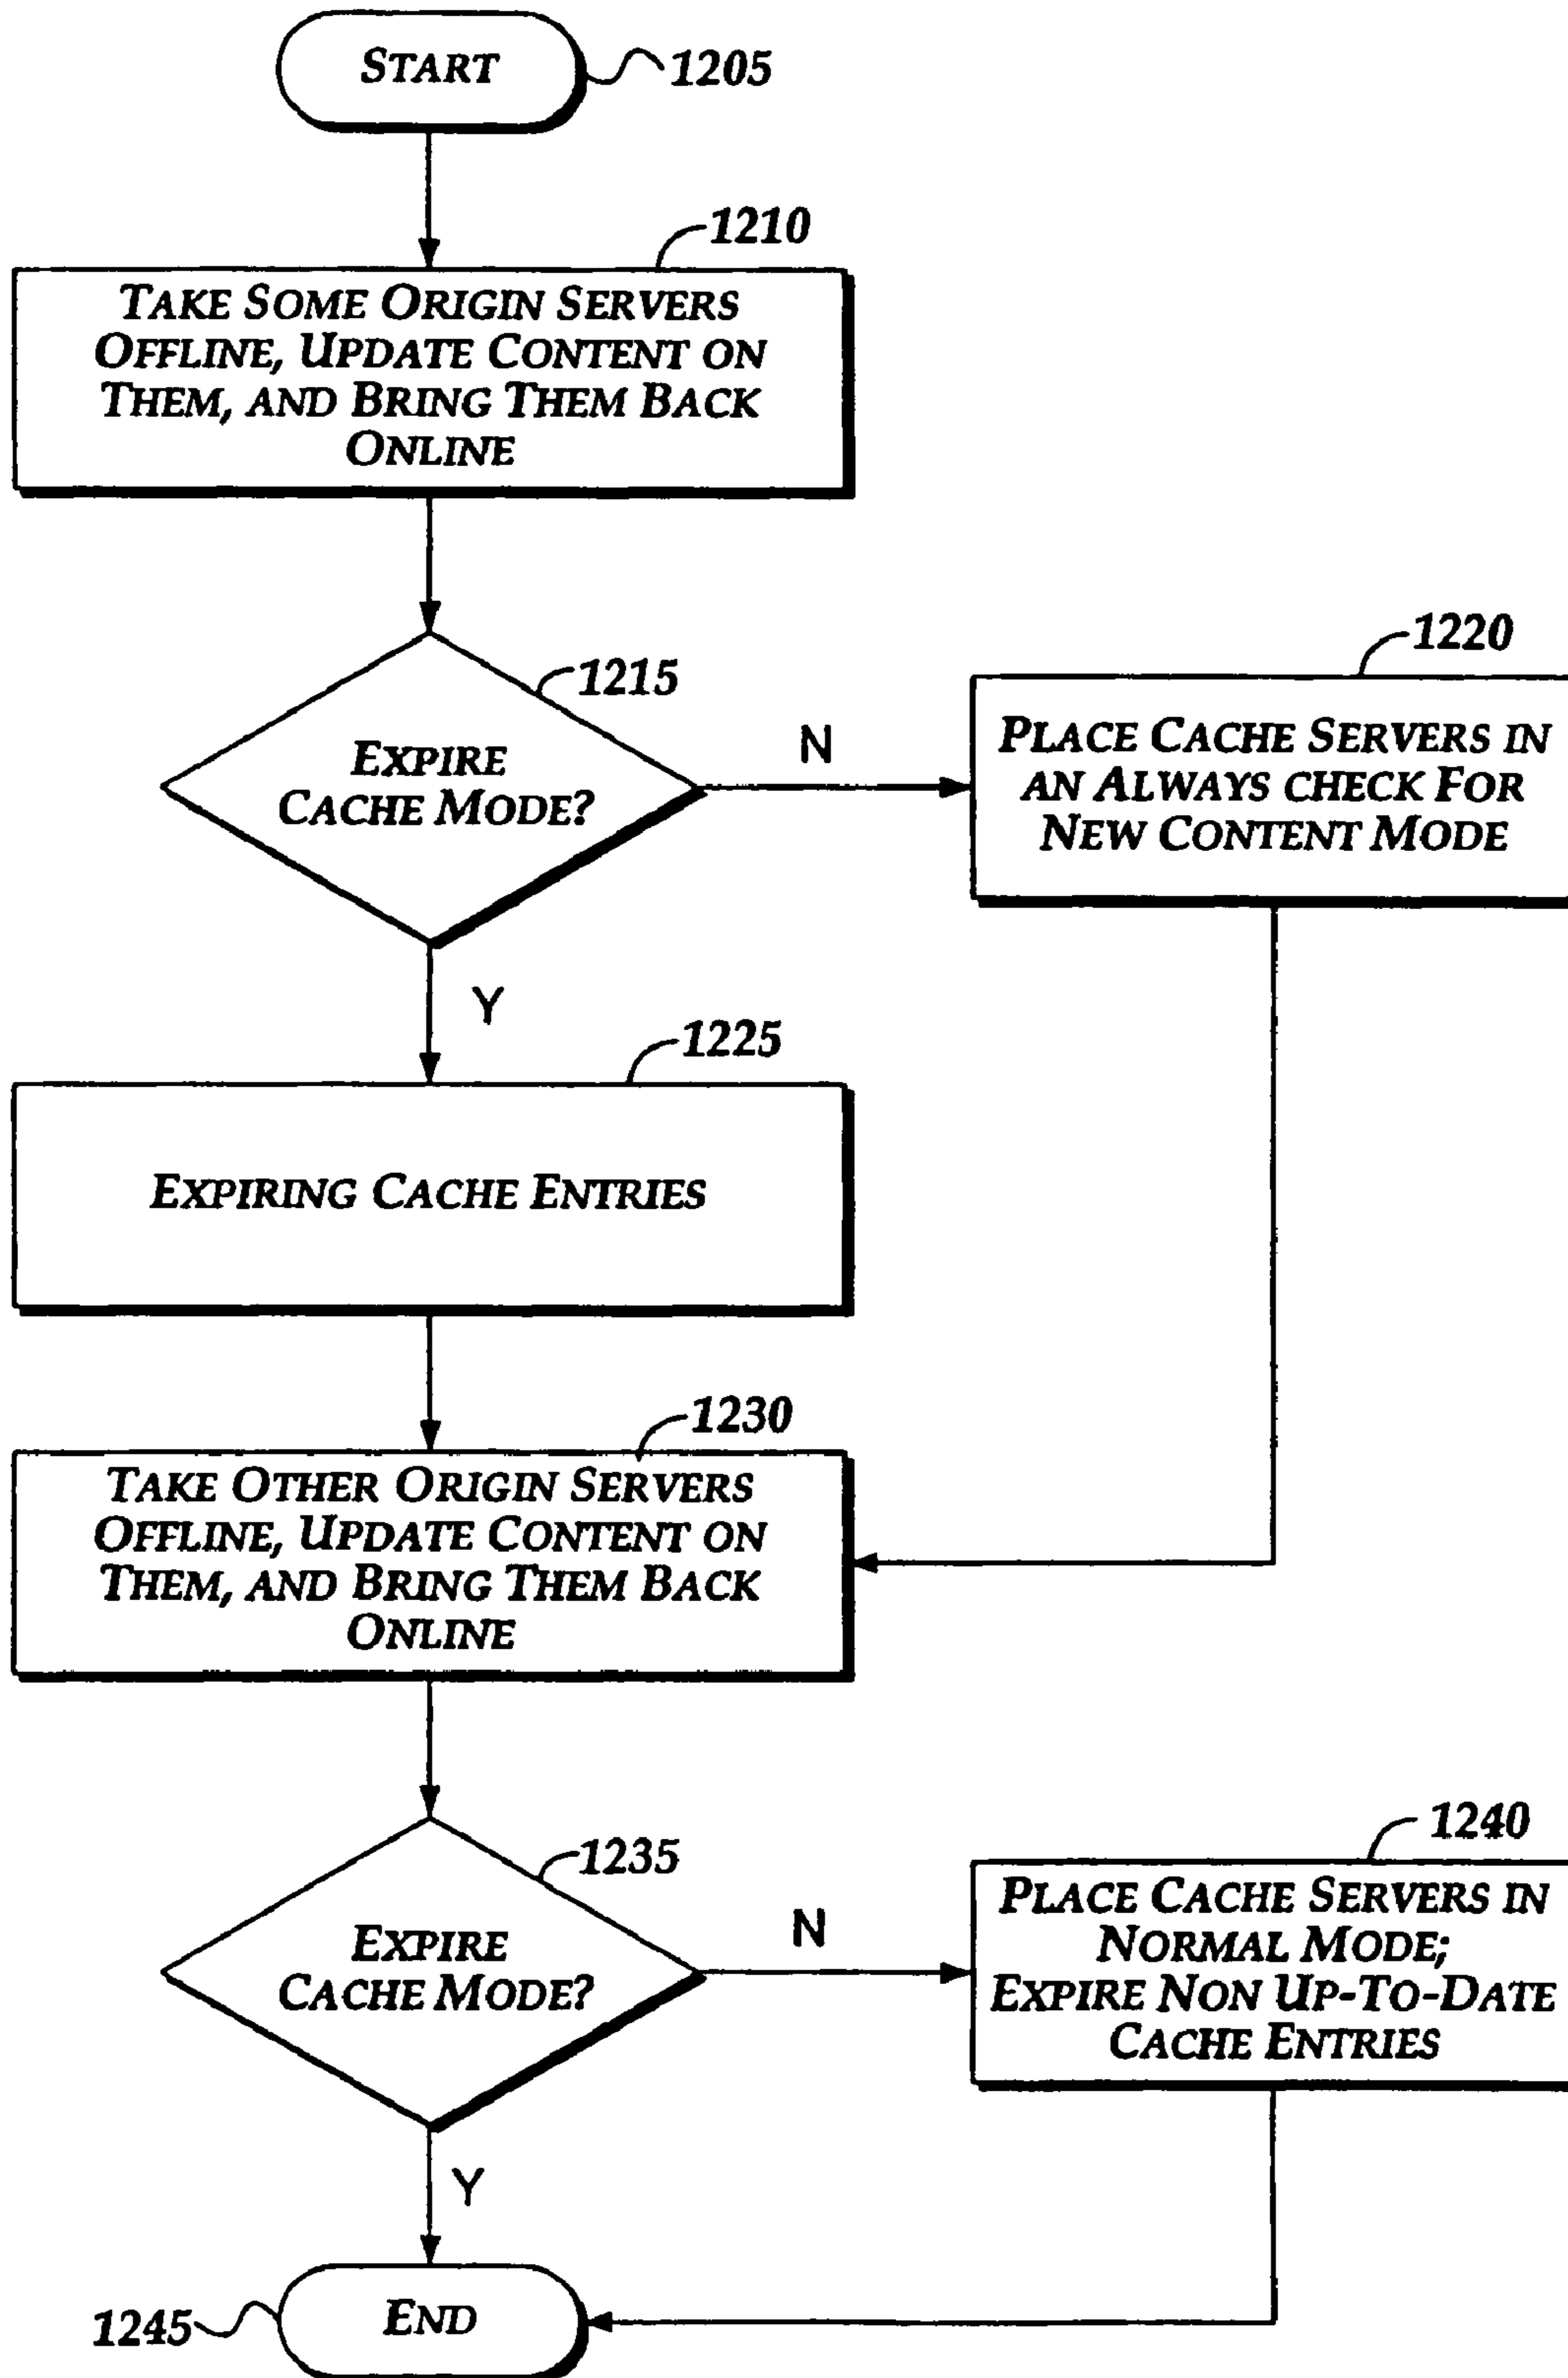 START
1205
1210
TAKE SOME ORIGIN SERVERS
OFFLINE, UPDATE CONTENT ON
THEM, AND BRING THEM BACK
ONLINE
1215
EXPIRE
CACHE MODE?
N
1220
PLACE CACHE SERVERS IN
AN ALWAYS CHECK FOR
NEW CONTENT MODE
Y
1225
EXPIRING CACHE ENTRIES
1230
TAKE OTHER ORIGIN SERVERS
OFFLINE, UPDATE CONTENT ON
THEM, AND BRING THEM BACK
ONLINE
1235
EXPIRE
CACHE MODE?
N
1240
PLACE CACHE SERVERS IN
NORMAL MODE;
EXPIRE NON UP-TO-DATE
CACHE ENTRIES
Y
1245
END